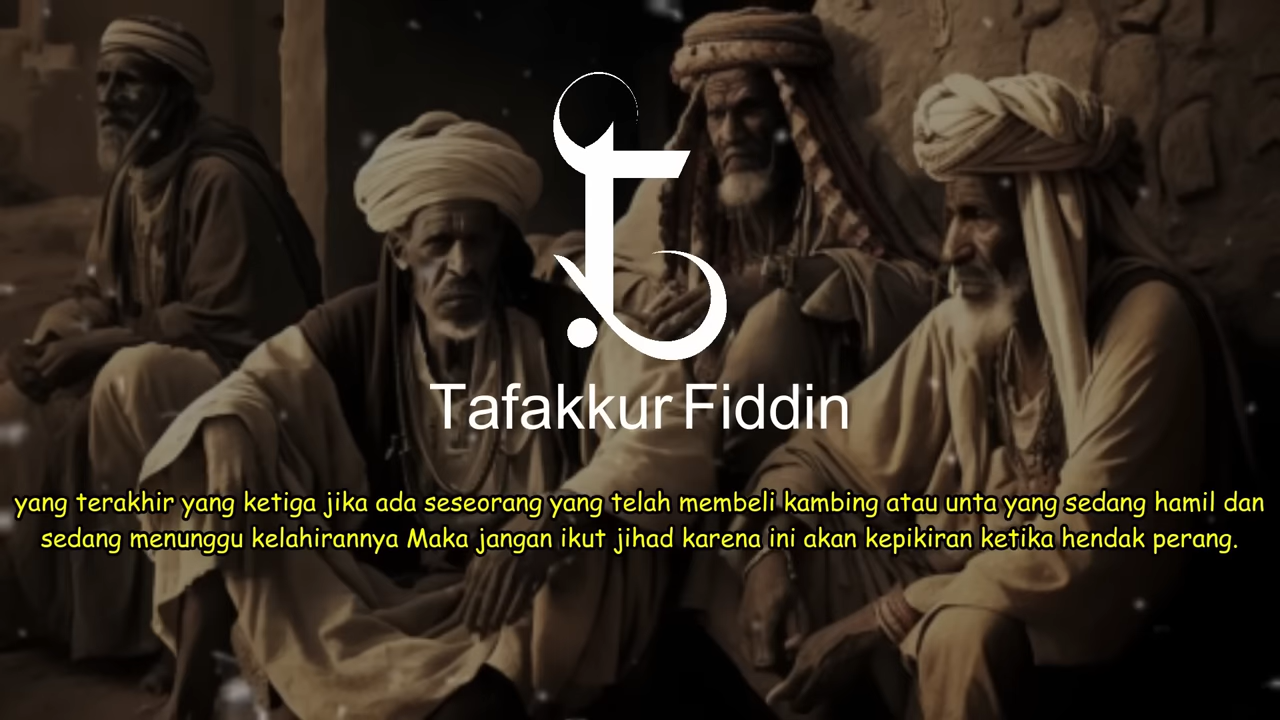 Tafakkur Fiddin
yang terakhir yang ketiga jika ada seseorang yang telah membeli kambing atau unta yang sedang hamil dan
sedang menunggu kelahirannya Maka jangan ikut jihad karena ini akan kepikiran ketika hendak perang.